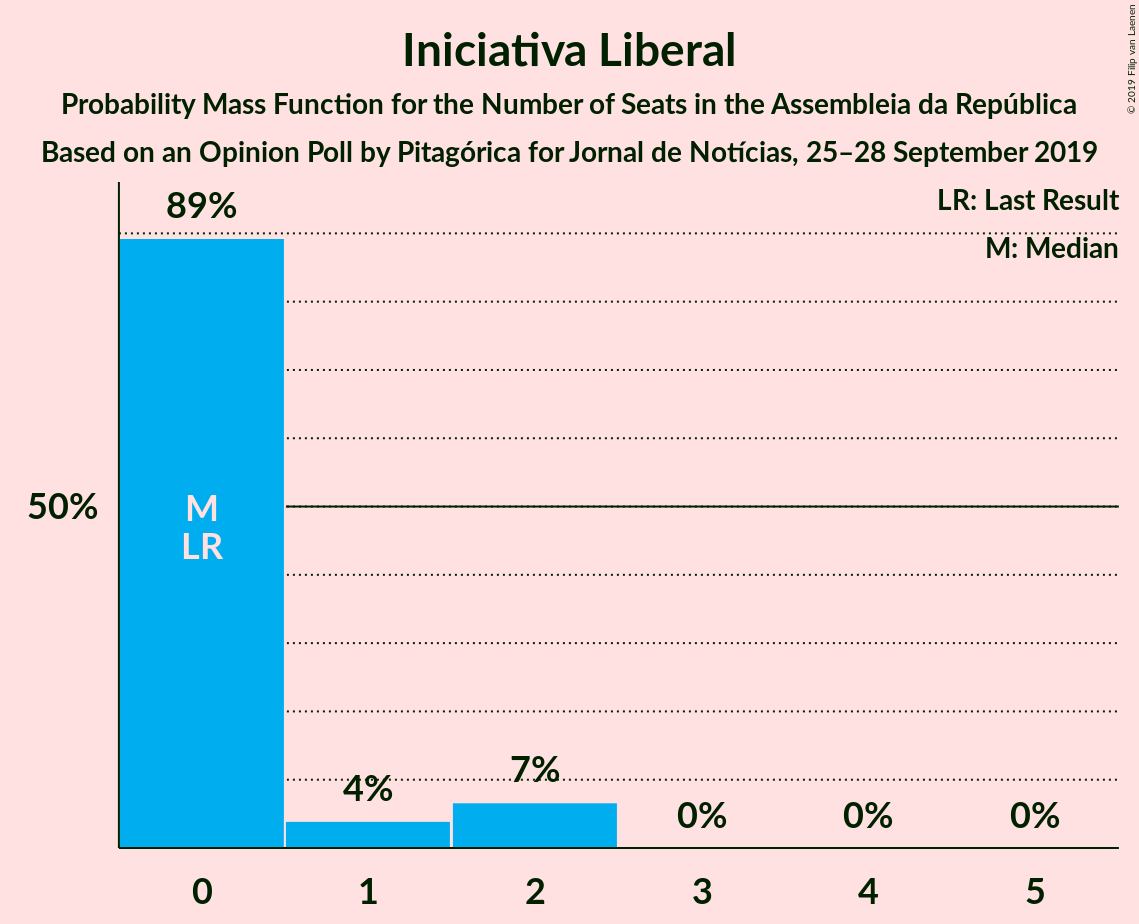 Iniciativa Liberal
Probability Mass Function for the Number of Seats in the Assembleia da República
Based on an Opinion Poll by Pitagórica for Jornal de Notícias, 25–28 September 2019
© 2019 Filip van Laenen
LR: Last Result
M: Median
89%
50%
M
LR
4%
7%
0%
0%
0%
0
1
2
3
4
5